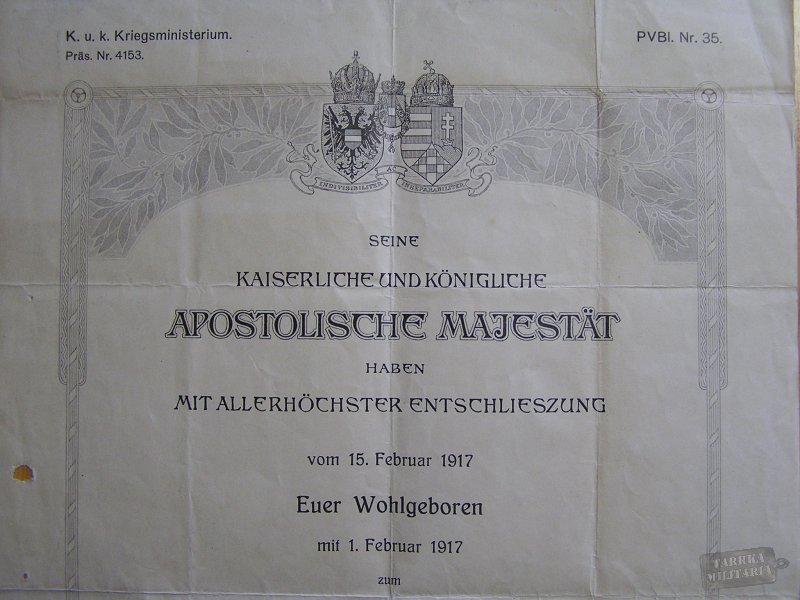 K. u. k. Kriegsministerium.
Präs. Nr. 4153.
PVBl. Nr. 35.
INDIVISIBILITER AC INSEPARABILITER
SEINE
KAISERLICHE UND KÖNIGLICHE
APOSTOLISCHE MAJESTÄT
HABEN
MIT ALLERHÖCHSTER ENTSCHLIESZUNG
vom 15. Februar 1917
Euer Wohlgeboren
mit 1. Februar 1917
zum
TARRKA
MILITARIA